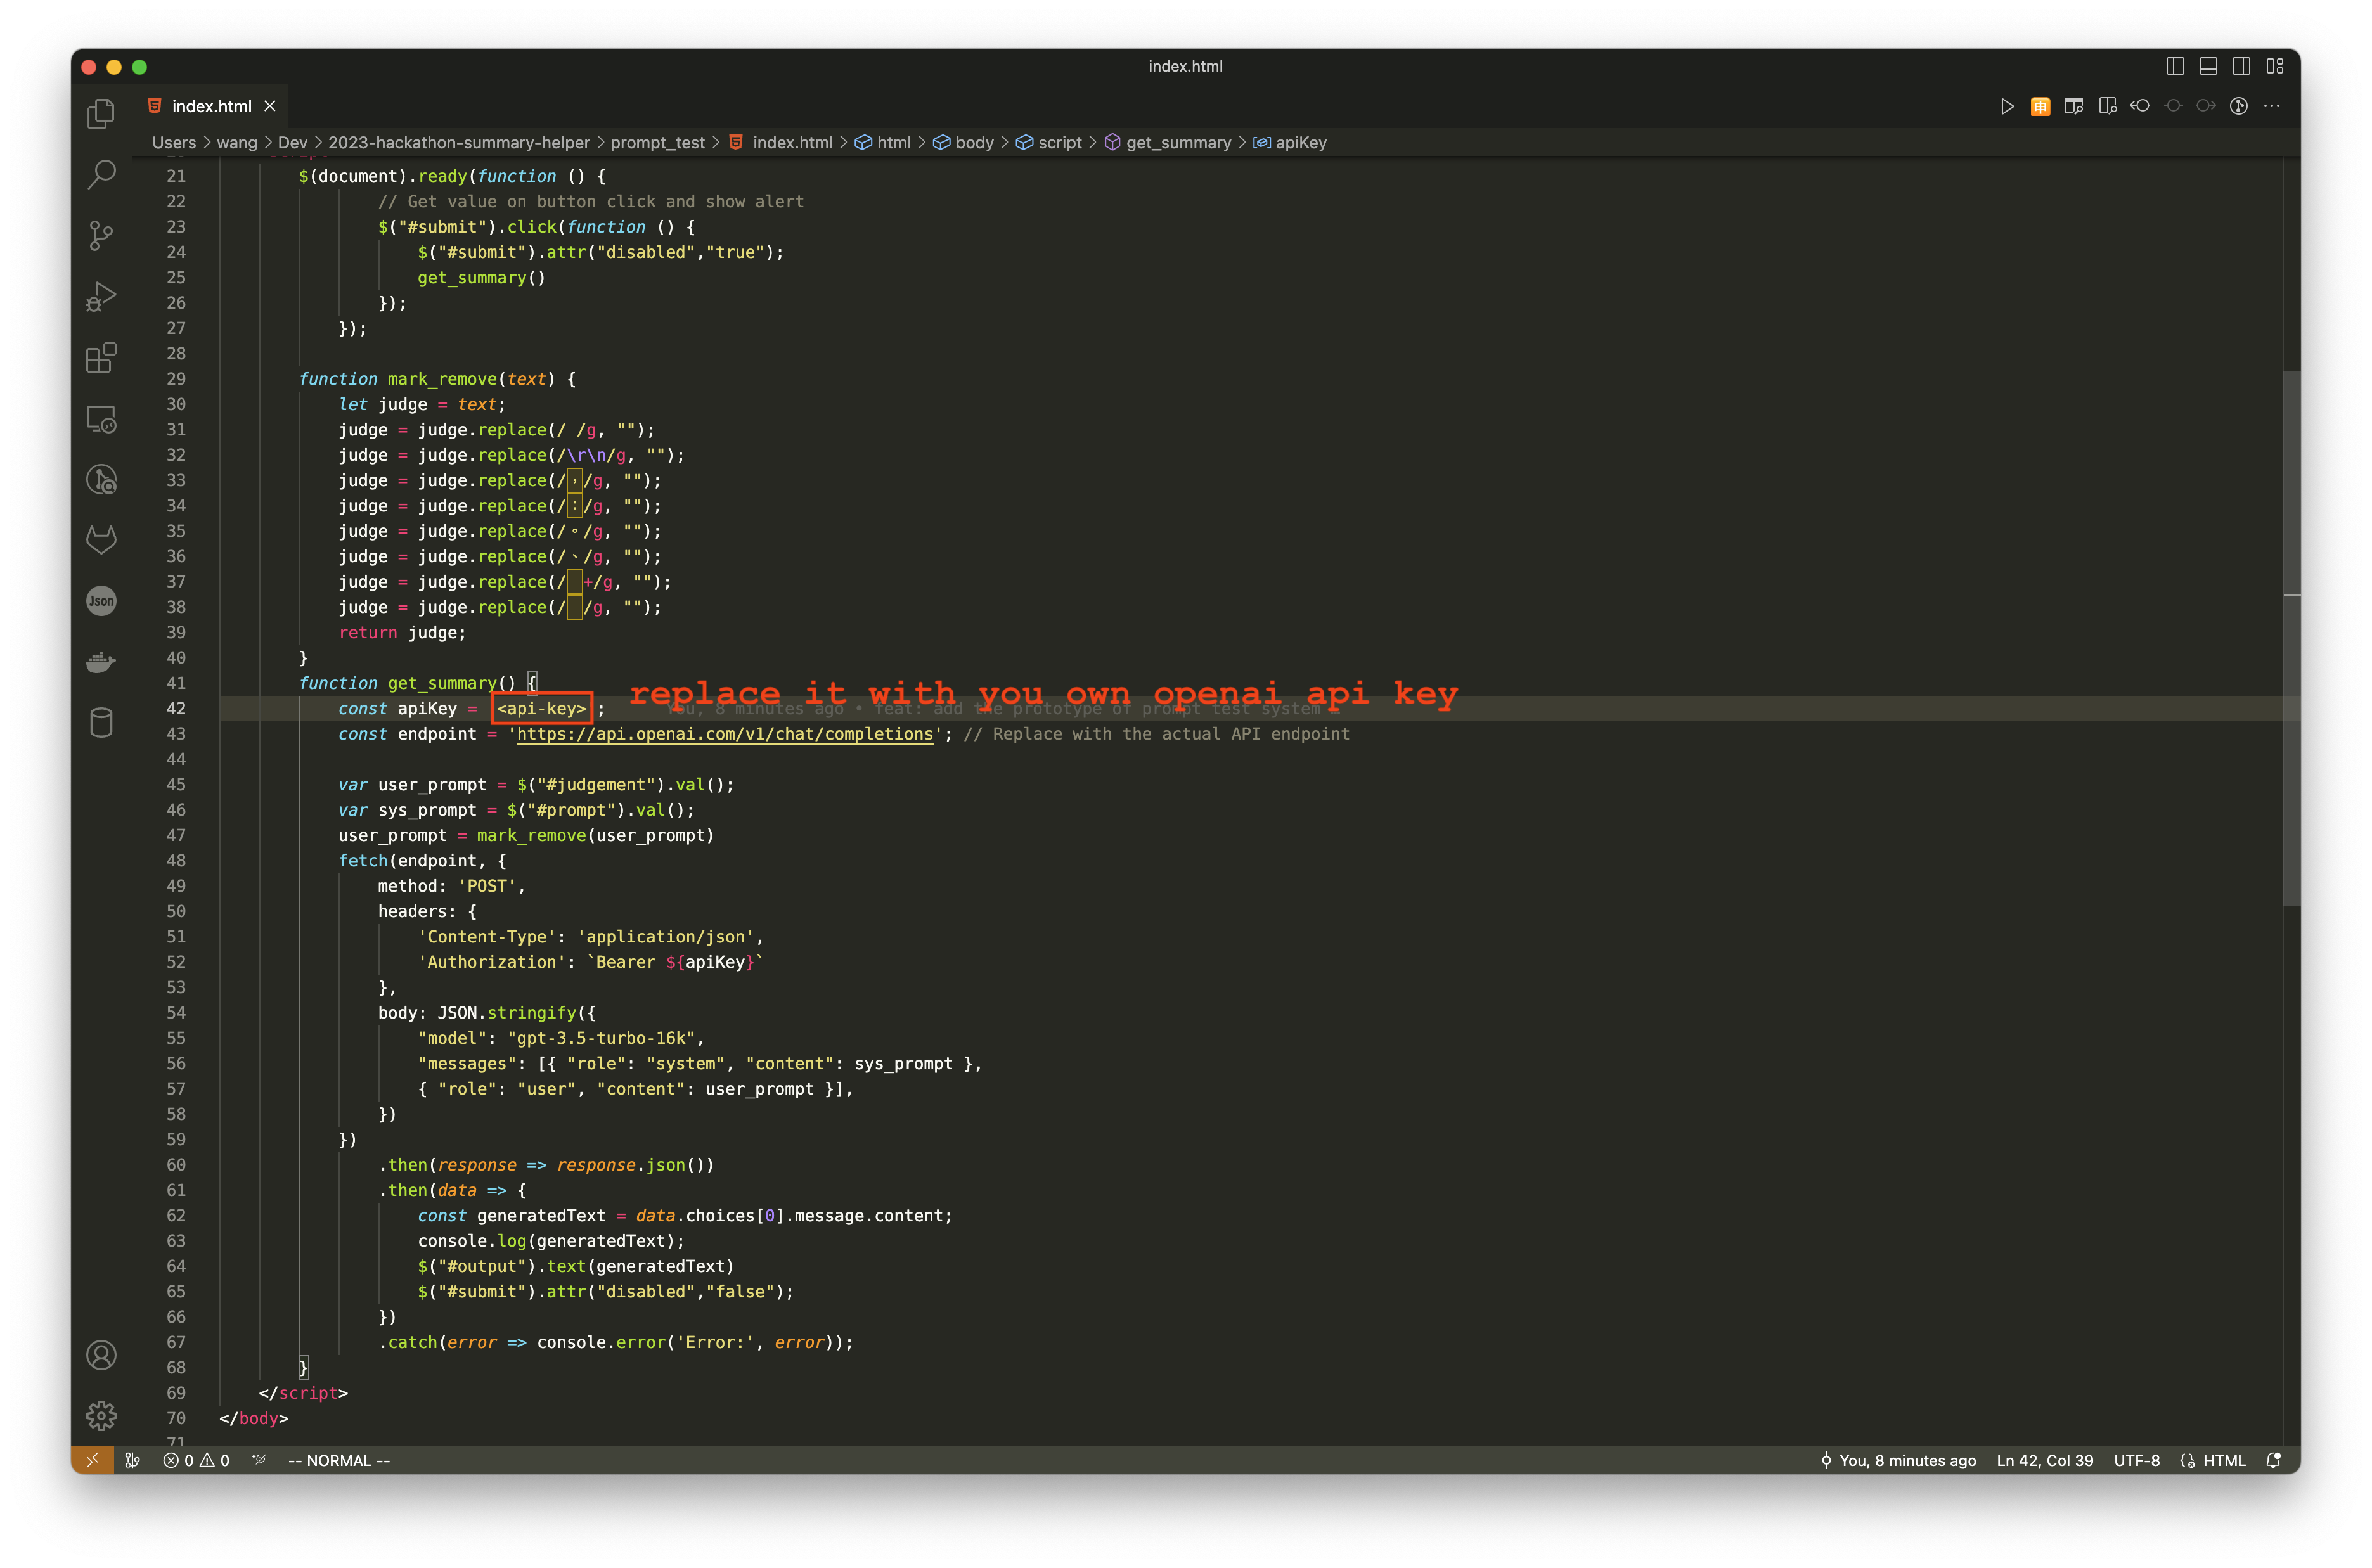 index.html
index.html
Users > wang > Dev > 2023-hackathon-summary-helper > prompt_test > index.html > html > body > script > get_summary > apiKey
21 $(document).ready(function () {
22 // Get value on button click and show alert
23 $("#submit").click(function () {
24 $("#submit").attr("disabled","true");
25 get_summary()
26 });
27 });
28
29 function mark_remove(text) {
30 let judge = text;
31 judge = judge.replace(/ /g, "");
32 judge = judge.replace(/\r\n/g, "");
33 judge = judge.replace(/，/g, "");
34 judge = judge.replace(/：/g, "");
35 judge = judge.replace(/。/g, "");
36 judge = judge.replace(/、/g, "");
37 judge = judge.replace(/　+/g, "");
38 judge = judge.replace(/　/g, "");
39 return judge;
40 }
41 function get_summary() {
replace it with you own openai api key
42 const apiKey = <api-key>; You, 8 minutes ago • feat: add the prototype of prompt test system …
43 const endpoint = 'https://api.openai.com/v1/chat/completions'; // Replace with the actual API endpoint
44
45 var user_prompt = $("#judgement").val();
46 var sys_prompt = $("#prompt").val();
47 user_prompt = mark_remove(user_prompt)
48 fetch(endpoint, {
49 method: 'POST',
50 headers: {
51 'Content-Type': 'application/json',
52 'Authorization': `Bearer ${apiKey}`
53 },
54 body: JSON.stringify({
55 "model": "gpt-3.5-turbo-16k",
56 "messages": [{ "role": "system", "content": sys_prompt },
57 { "role": "user", "content": user_prompt }],
58 })
59 })
60 .then(response => response.json())
61 .then(data => {
62 const generatedText = data.choices[0].message.content;
63 console.log(generatedText);
64 $("#output").text(generatedText)
65 $("#submit").attr("disabled","false");
66 })
67 .catch(error => console.error('Error:', error));
68 }
69 </script>
70 </body>
71
Json
0 0 -- NORMAL -- You, 8 minutes ago Ln 42, Col 39 UTF-8 HTML